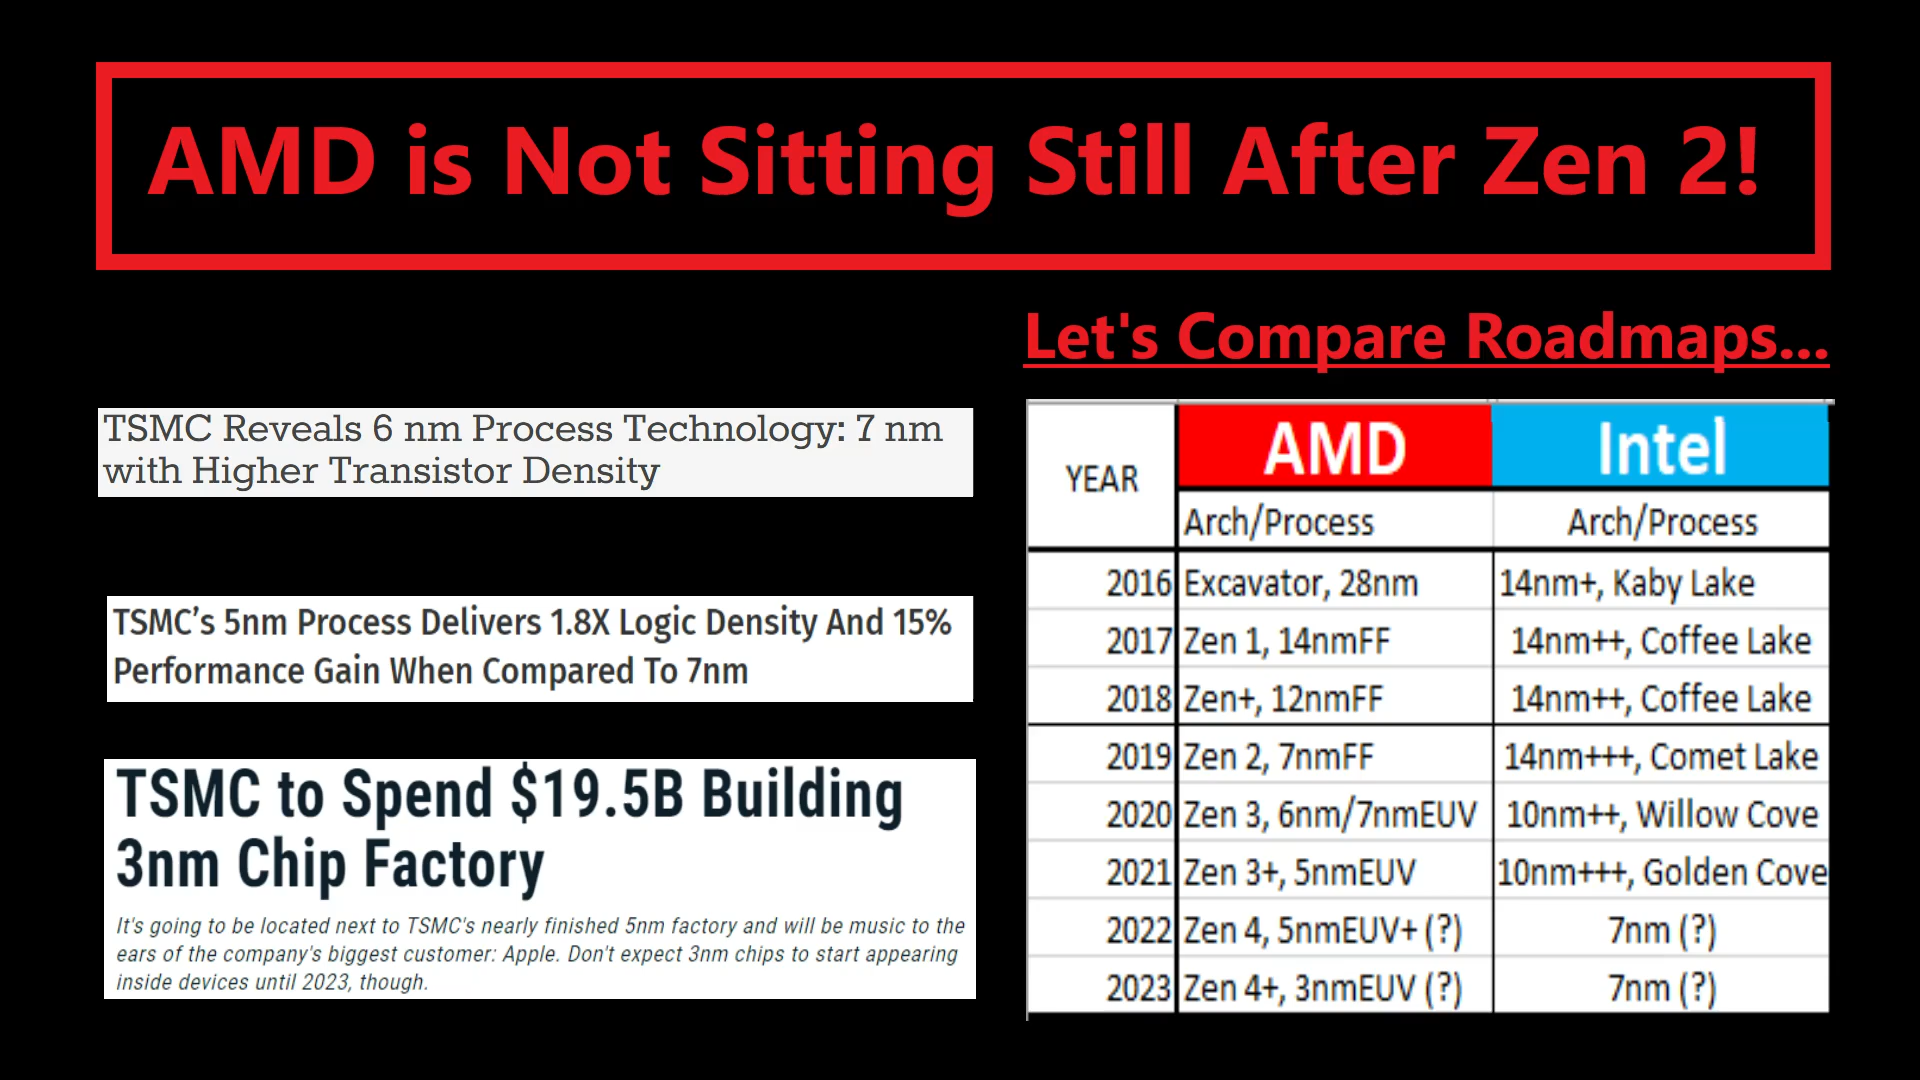 AMD is Not Sitting Still After Zen 2!
TSMC Reveals 6 nm Process Technology: 7 nm
with Higher Transistor Density
TSMC’s 5nm Process Delivers 1.8X Logic Density And 15%
Performance Gain When Compared To 7nm
TSMC to Spend $19.5B Building
3nm Chip Factory
It's going to be located next to TSMC's nearly finished 5nm factory and will be music to the
ears of the company's biggest customer: Apple. Don't expect 3nm chips to start appearing
inside devices until 2023, though.
Let's Compare Roadmaps...
YEAR AMD Intel
Arch/Process Arch/Process
2016 Excavator, 28nm 14nm+, Kaby Lake
2017 Zen 1, 14nmFF 14nm++, Coffee Lake
2018 Zen+, 12nmFF 14nm++, Coffee Lake
2019 Zen 2, 7nmFF 14nm+++, Comet Lake
2020 Zen 3, 6nm/7nmEUV 10nm++, Willow Cove
2021 Zen 3+, 5nmEUV 10nm+++, Golden Cove
2022 Zen 4, 5nmEUV+ (?) 7nm (?)
2023 Zen 4+, 3nmEUV (?) 7nm (?)